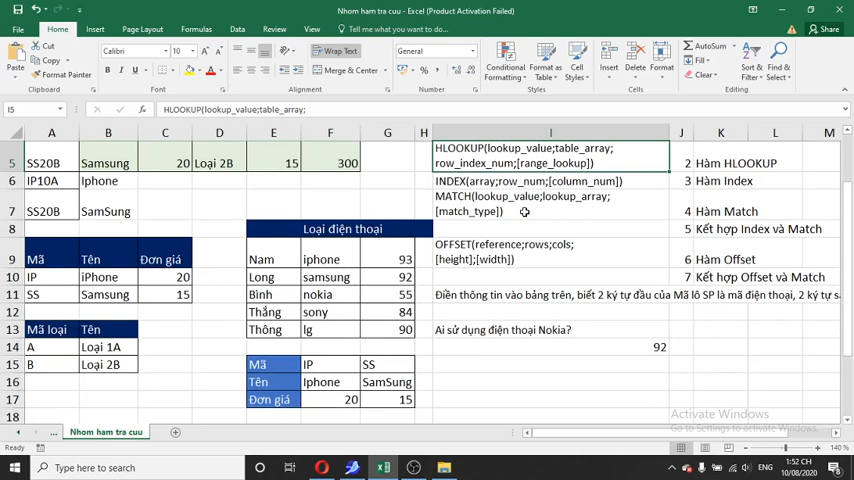 Nhom ham tra cuu - Excel (Product Activation Failed)
File Home Insert Page Layout Formulas Data Review View Tell me what you want to do... Share
Cut
Copy
Format Painter
Paste
Clipboard
Calibri 10
B I U
Font
Wrap Text
Merge & Center
Alignment
General
Number
Conditional Formatting
Format as Table
Cell Styles
Styles
Insert Delete Format
Cells
AutoSum
Fill
Clear
Sort & Filter
Find & Select
Editing
I5 fx HLOOKUP(lookup_value;table_array;
A B C D E F G H I J K L M
5 SS20B Samsung 20 Loại 2B 15 300 HLOOKUP(lookup_value;table_array;
row_index_num;[range_lookup]) 2 Hàm HLOOKUP
6 IP10A Iphone INDEX(array;row_num;[column_num]) 3 Hàm Index
7 SS20B SamSung MATCH(lookup_value;lookup_array;
[match_type]) 4 Hàm Match
8 Loại điện thoại 5 Kết hợp Index và Match
9 Mã Tên Đơn giá Nam iphone 93 OFFSET(reference;rows;cols;
[height];[width]) 6 Hàm Offset
10 IP iPhone 20 Long samsung 92 7 Kết hợp Offset và Match
11 SS Samsung 15 Bình nokia 55 Điền thông tin vào bảng trên, biết 2 ký tự đầu của Mã lô SP là mã điện thoại, 2 ký tự sa
12 Thắng sony 84
13 Mã loại Tên Thông lg 90 Ai sử dụng điện thoại Nokia?
14 A Loại 1A 92
15 B Loại 2B Mã IP SS
16 Tên Iphone SamSung
17 Đơn giá 20 15
18
Activate Windows
Go to Settings to activate Windows.
... Nhom ham tra cuu
Ready 140 %
Type here to search
ENG
1:52 CH
10/08/2020